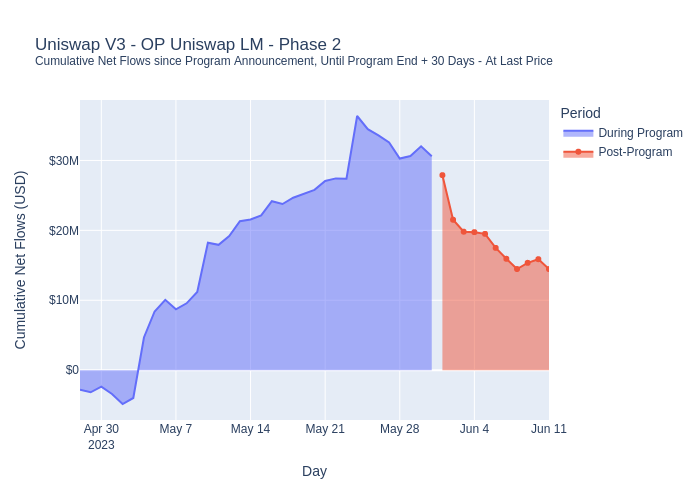 Uniswap V3 - OP Uniswap LM - Phase 2
Cumulative Net Flows since Program Announcement, Until Program End + 30 Days - At Last Price
Period
During Program
Post-Program
Cumulative Net Flows (USD)
$30M
$20M
$10M
$0
Apr 30
2023
May 7
May 14
May 21
May 28
Jun 4
Jun 11
Day